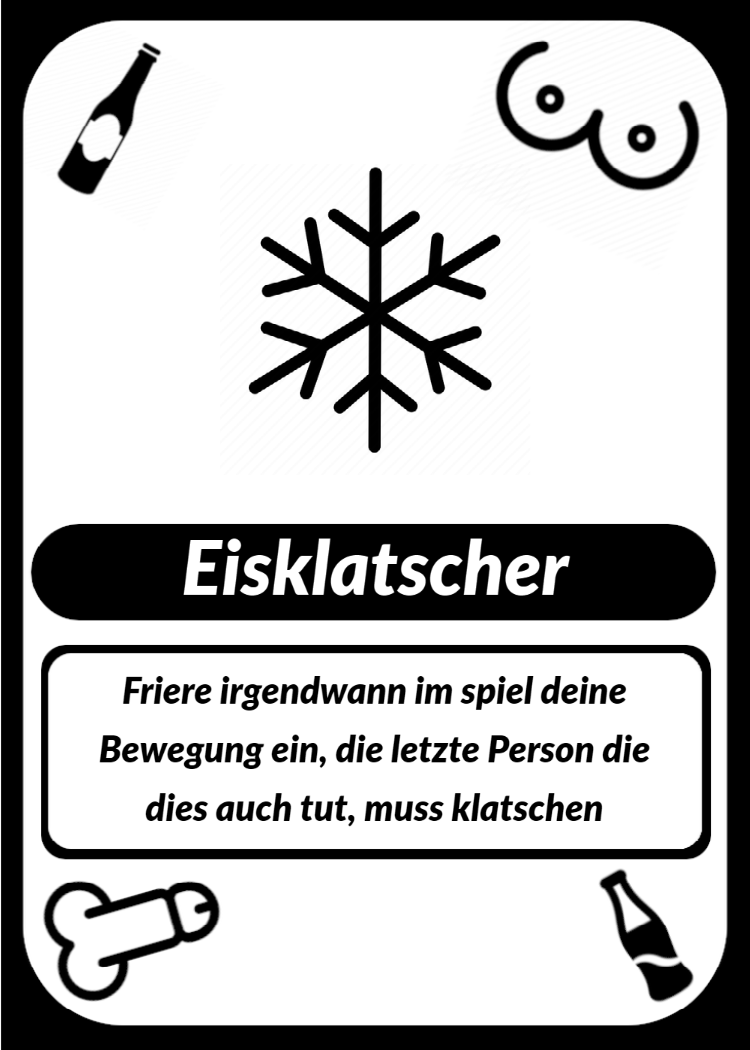 Eisklatscher
Friere irgendwann im spiel deine
Bewegung ein, die letzte Person die
dies auch tut, muss klatschen